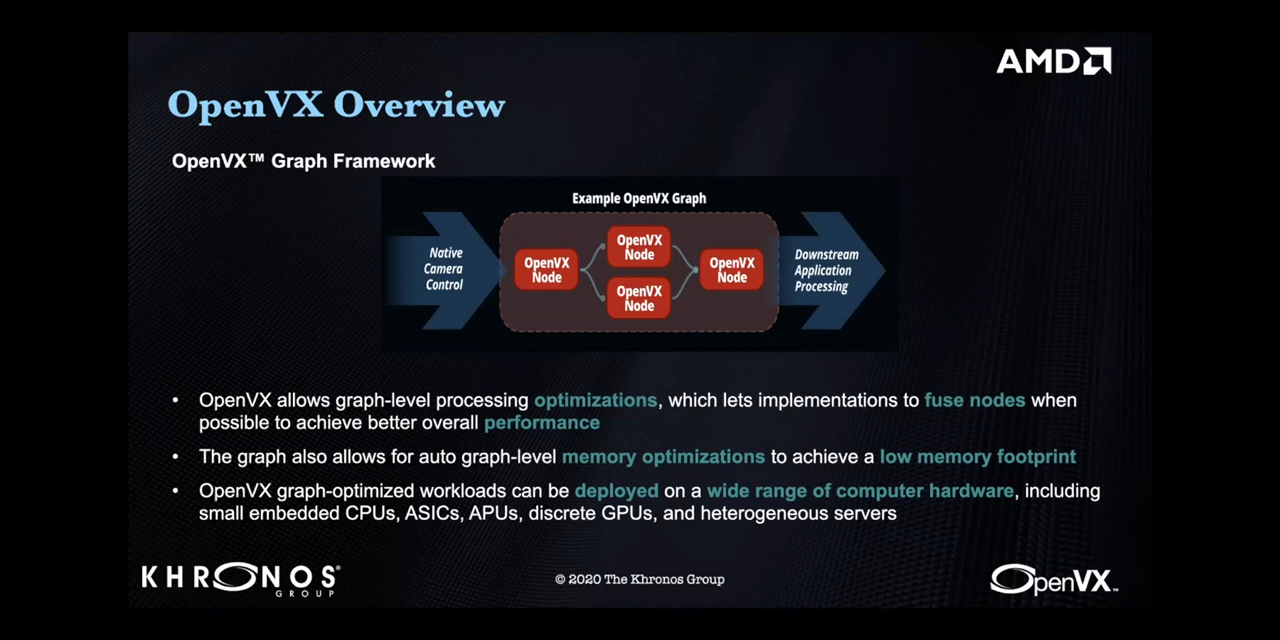 AMD
OpenVX Overview
OpenVX™ Graph Framework
Example OpenVX Graph
Native
Camera
Control
OpenVX
Node
OpenVX
Node
OpenVX
Node
OpenVX
Node
Downstream
Application
Processing
• OpenVX allows graph-level processing optimizations, which lets implementations to fuse nodes when
possible to achieve better overall performance
• The graph also allows for auto graph-level memory optimizations to achieve a low memory footprint
• OpenVX graph-optimized workloads can be deployed on a wide range of computer hardware, including
small embedded CPUs, ASICs, APUs, discrete GPUs, and heterogeneous servers
KHRONOS®
GROUP
© 2020 The Khronos Group
OpenVX™